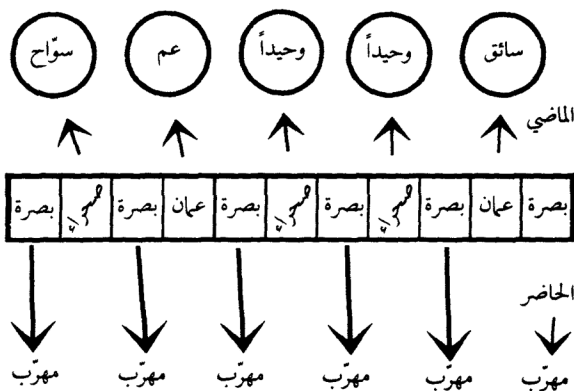 سائق وحيداً وحيداً عم سوّاح
الماضي
بصرة عمان بصرة صحراء بصرة صحراء بصرة عمان بصرة صحراء بصرة
الحاضر
مهرّب مهرّب مهرّب مهرّب مهرّب مهرّب